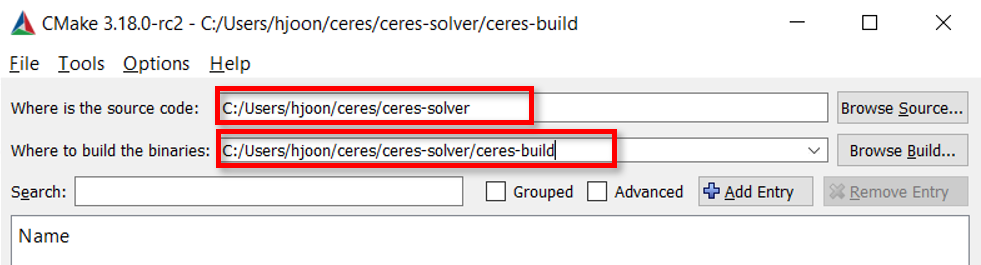 CMake 3.18.0-rc2 - C:/Users/hjoon/ceres/ceres-solver/ceres-build
File Tools Options Help
Where is the source code: C:/Users/hjoon/ceres/ceres-solver Browse Source...
Where to build the binaries: C:/Users/hjoon/ceres/ceres-solver/ceres-build Browse Build...
Search: Grouped Advanced Add Entry Remove Entry
Name